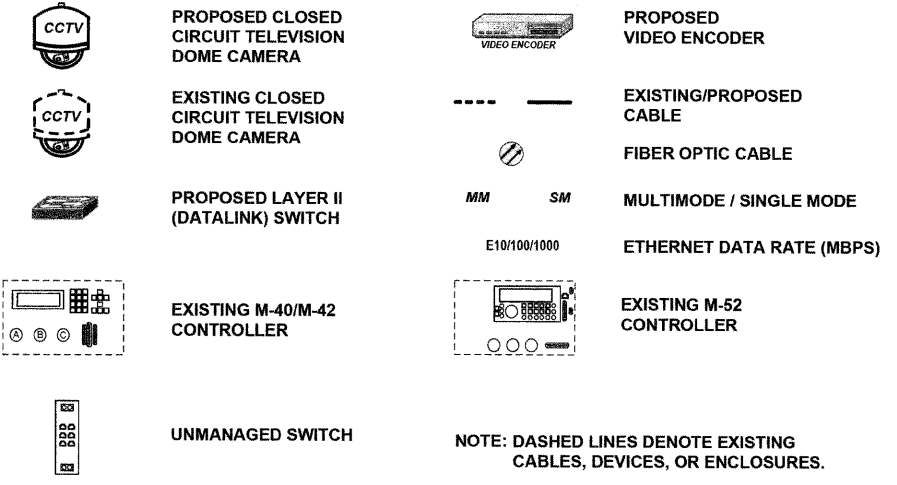 CCTV
PROPOSED CLOSED
CIRCUIT TELEVISION
DOME CAMERA
CCTV
EXISTING CLOSED
CIRCUIT TELEVISION
DOME CAMERA
PROPOSED LAYER II
(DATALINK) SWITCH
A B C
EXISTING M-40/M-42
CONTROLLER
UNMANAGED SWITCH
VIDEO ENCODER
PROPOSED
VIDEO ENCODER
EXISTING/PROPOSED
CABLE
FIBER OPTIC CABLE
MM SM
MULTIMODE / SINGLE MODE
E10/100/1000
ETHERNET DATA RATE (MBPS)
EXISTING M-52
CONTROLLER
NOTE: DASHED LINES DENOTE EXISTING
CABLES, DEVICES, OR ENCLOSURES.